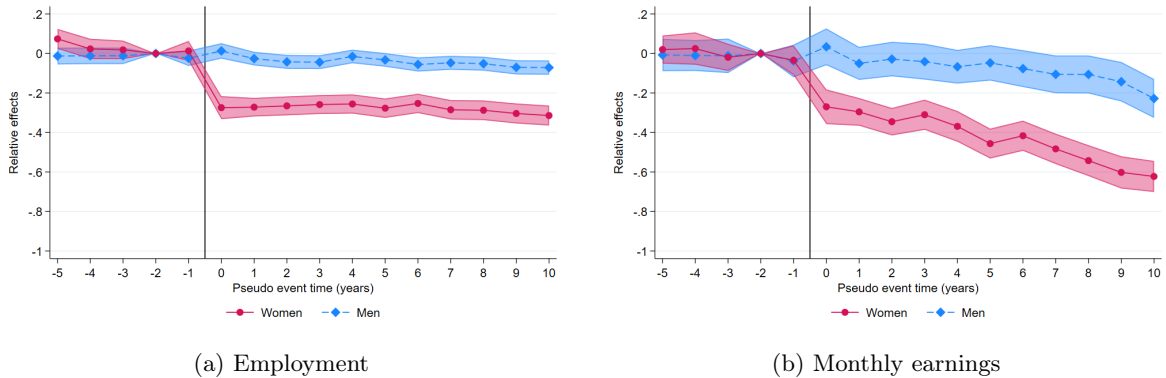 .2
0
-.2
-.4
-.6
-.8
-1
Relative effects
-5 -4 -3 -2 -1 0 1 2 3 4 5 6 7 8 9 10
Pseudo event time (years)
Women Men
(a) Employment
.2
0
-.2
-.4
-.6
-.8
-1
Relative effects
-5 -4 -3 -2 -1 0 1 2 3 4 5 6 7 8 9 10
Pseudo event time (years)
Women Men
(b) Monthly earnings